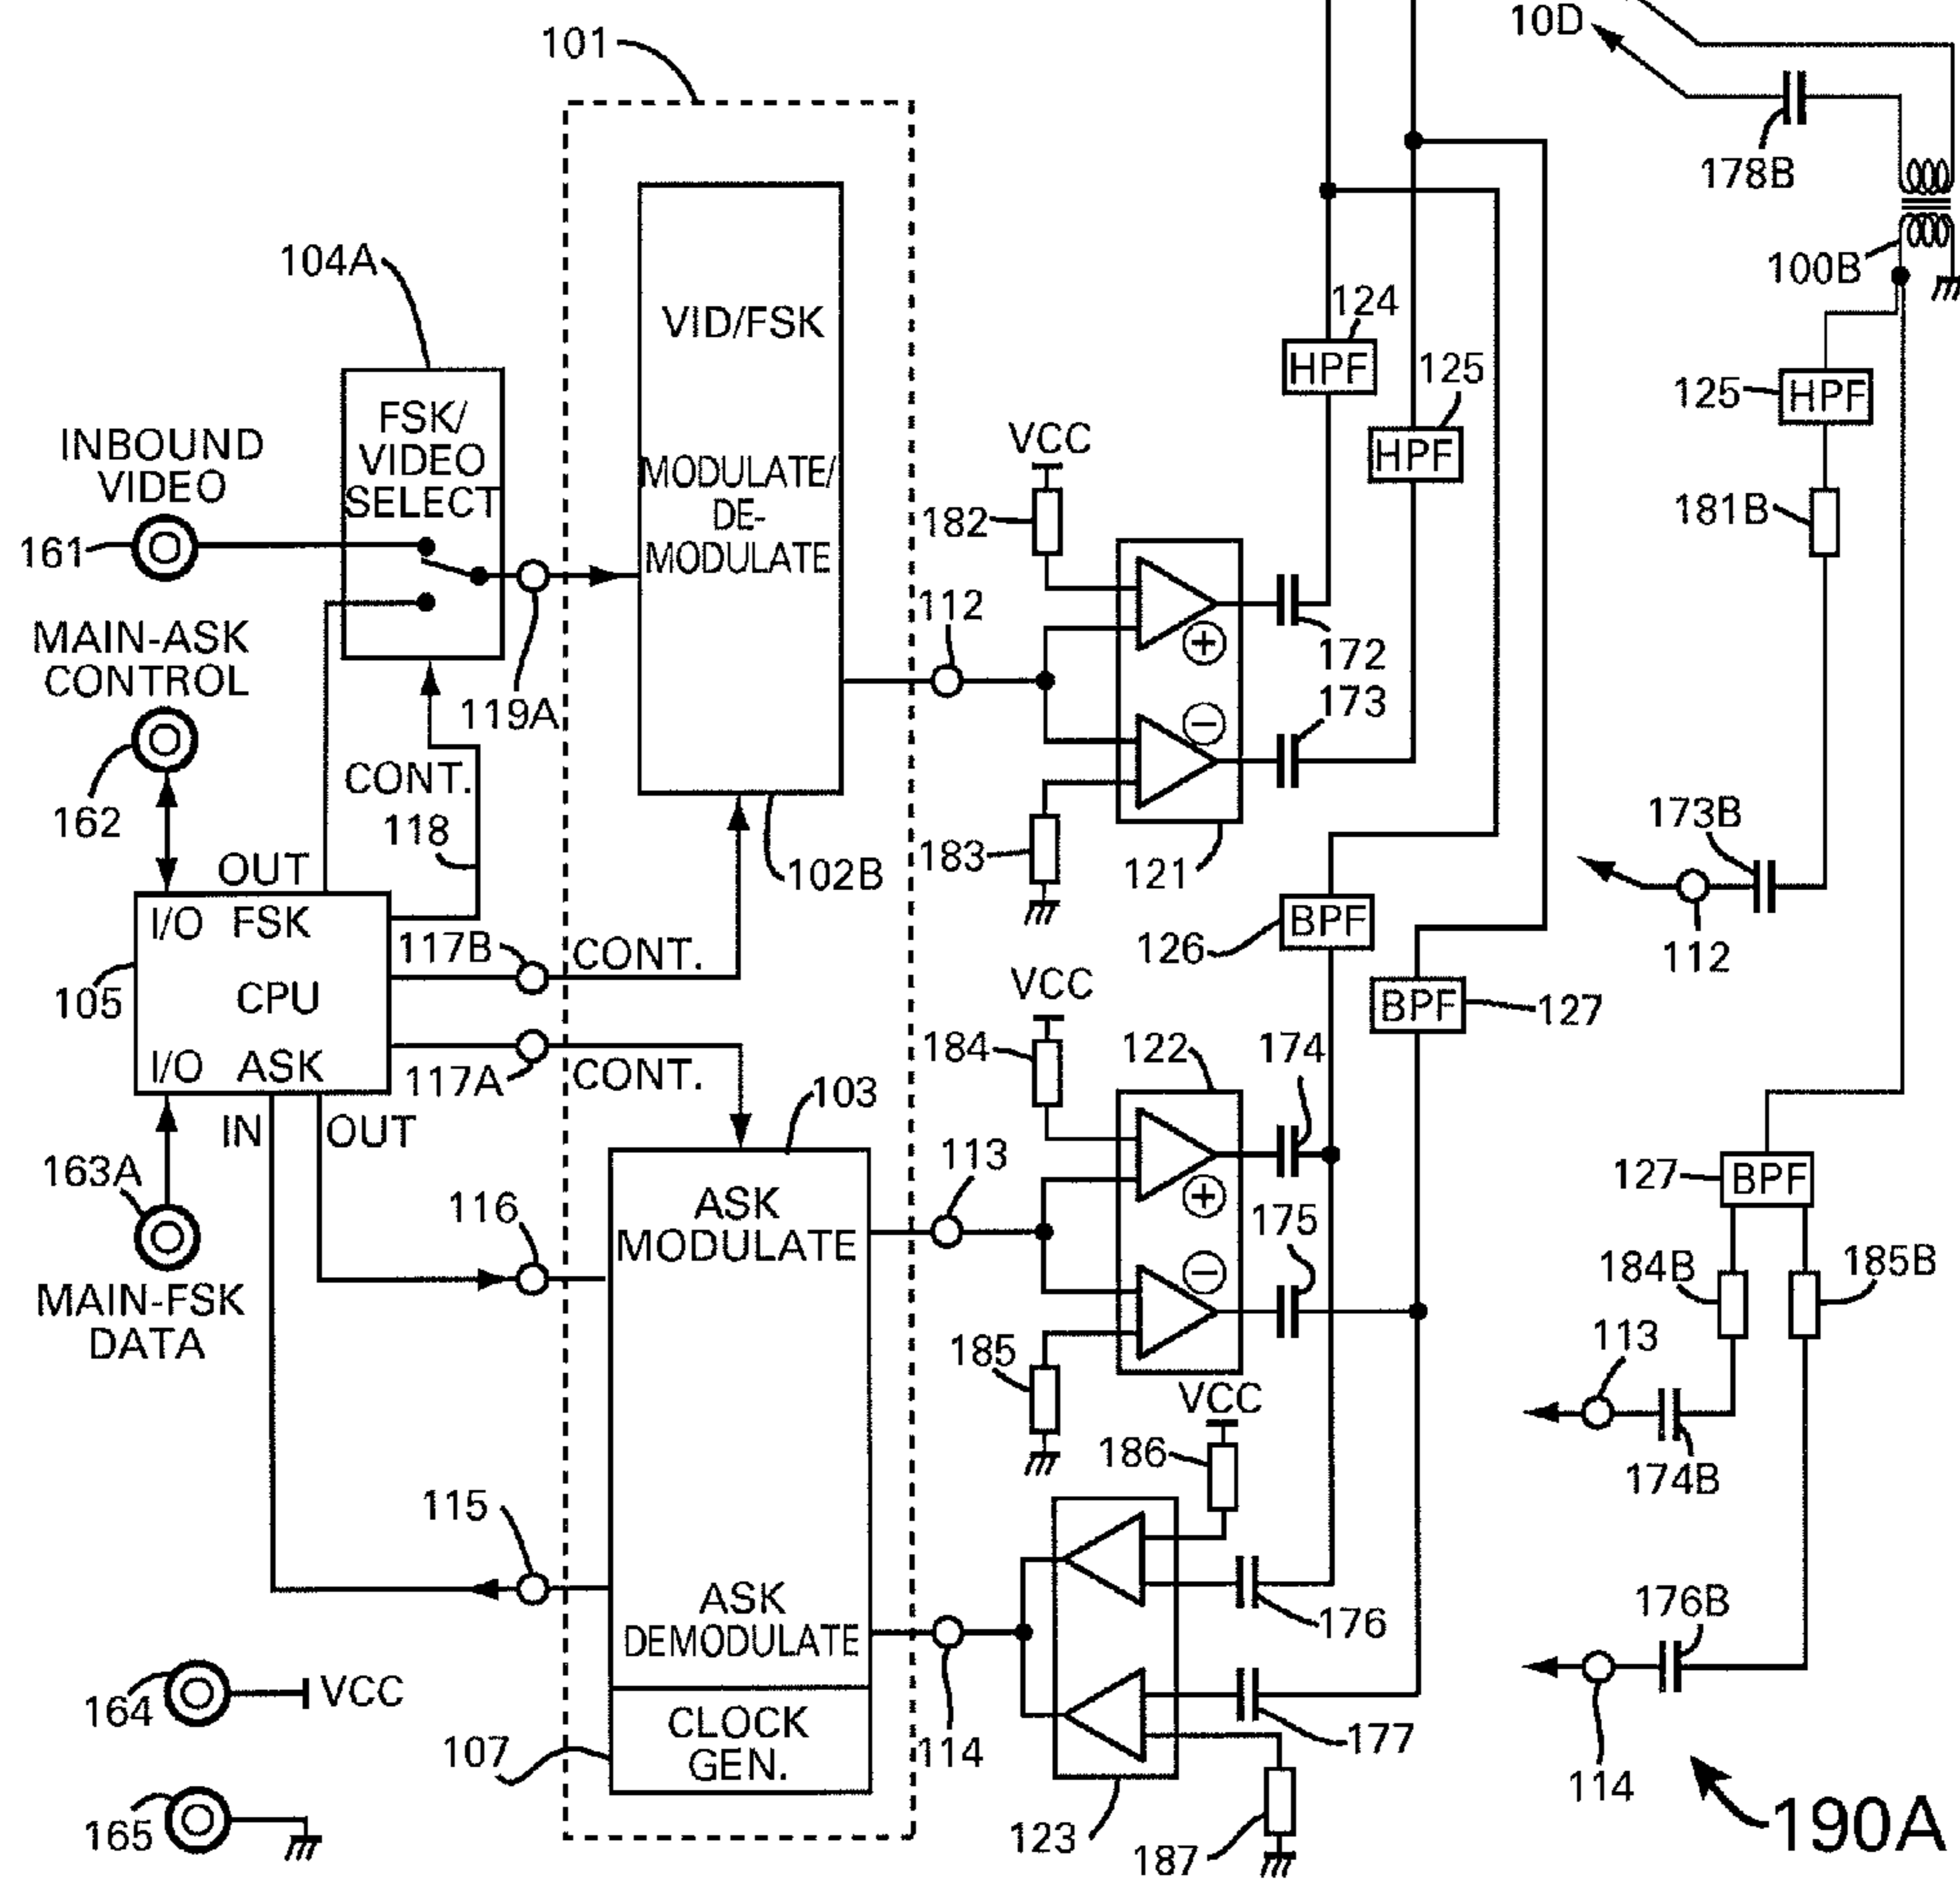 101
10D
178B
104A
100B
124
VID/FSK
HPF
125
125
HPF
FSK/
VIDEO
SELECT
INBOUND
VIDEO
VCC
HPF
MODULATE/
DE-
MODULATE
182
181B
161
112
MAIN-ASK
CONTROL
+
172
119A
173
−
CONT.
162
118
173B
OUT
183
121
102B
I/O FSK
BPF
117B
CONT.
126
112
105
CPU
VCC
BPF
127
I/O ASK
117A
CONT.
184
122
174
103
IN
OUT
163A
116
ASK
MODULATE
113
127
BPF
+
175
184B
185B
MAIN-FSK
DATA
−
185
113
VCC
186
174B
115
ASK
DEMODULATE
176
176B
164
VCC
CLOCK
GEN.
107
114
177
114
165
123
187
190A